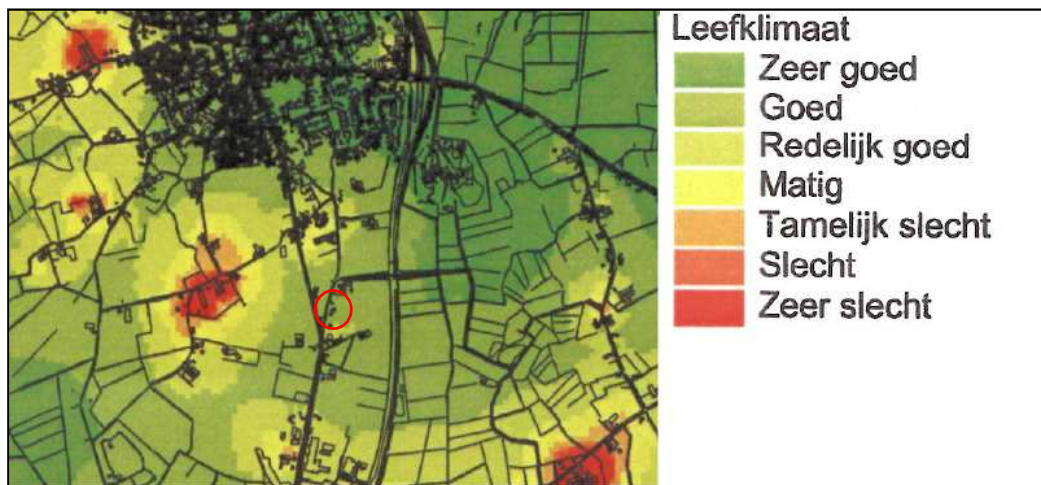 Leefklimaat
Zeer goed
Goed
Redelijk goed
Matig
Tamelijk slecht
Slecht
Zeer slecht